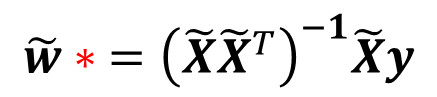 w̃ * = (X̃X̃ᵀ)⁻¹X̃y